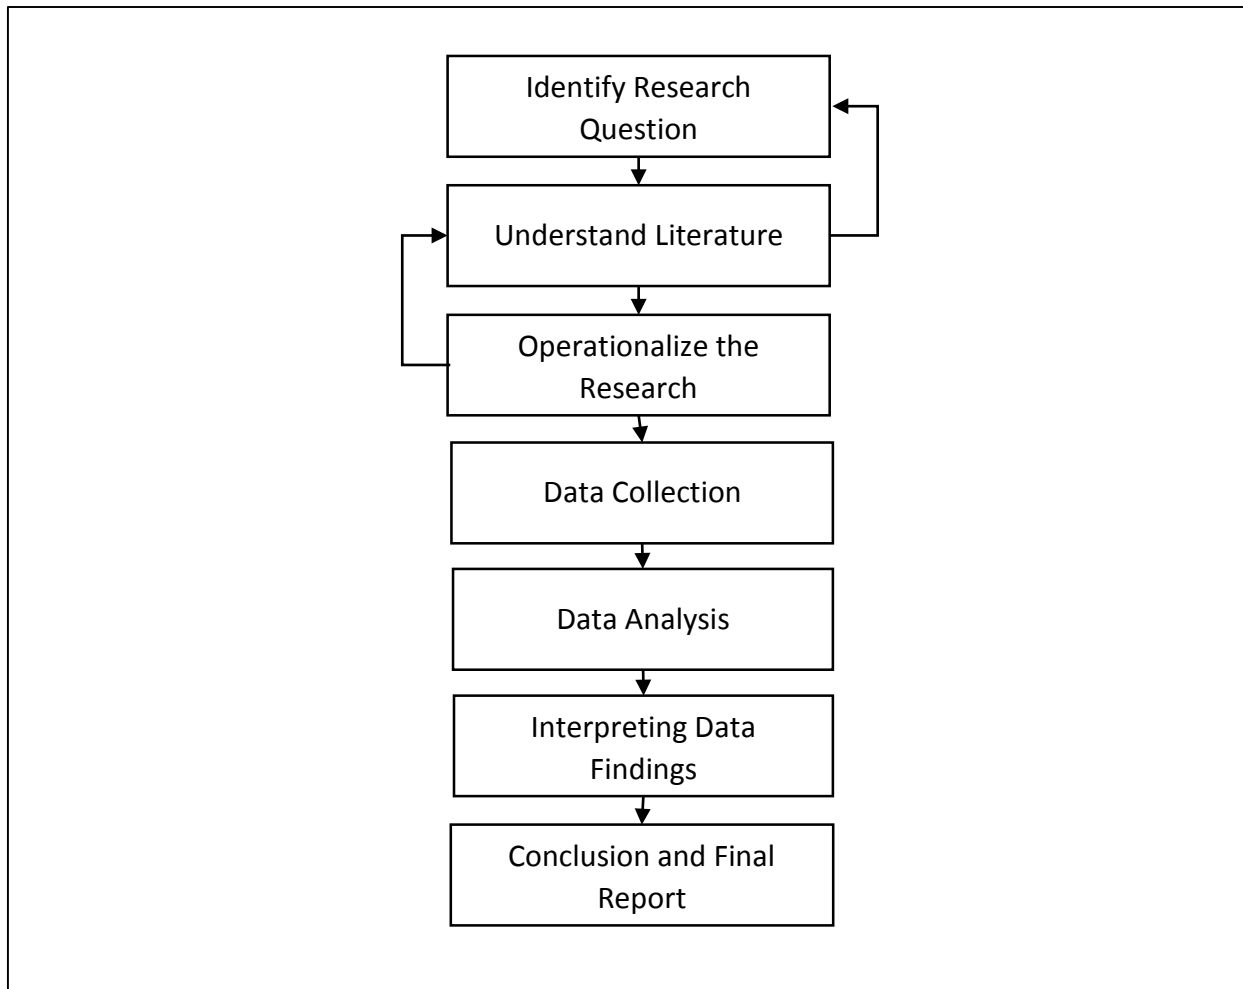 Identify Research
Question
Understand Literature
Operationalize the
Research
Data Collection
Data Analysis
Interpreting Data
Findings
Conclusion and Final
Report